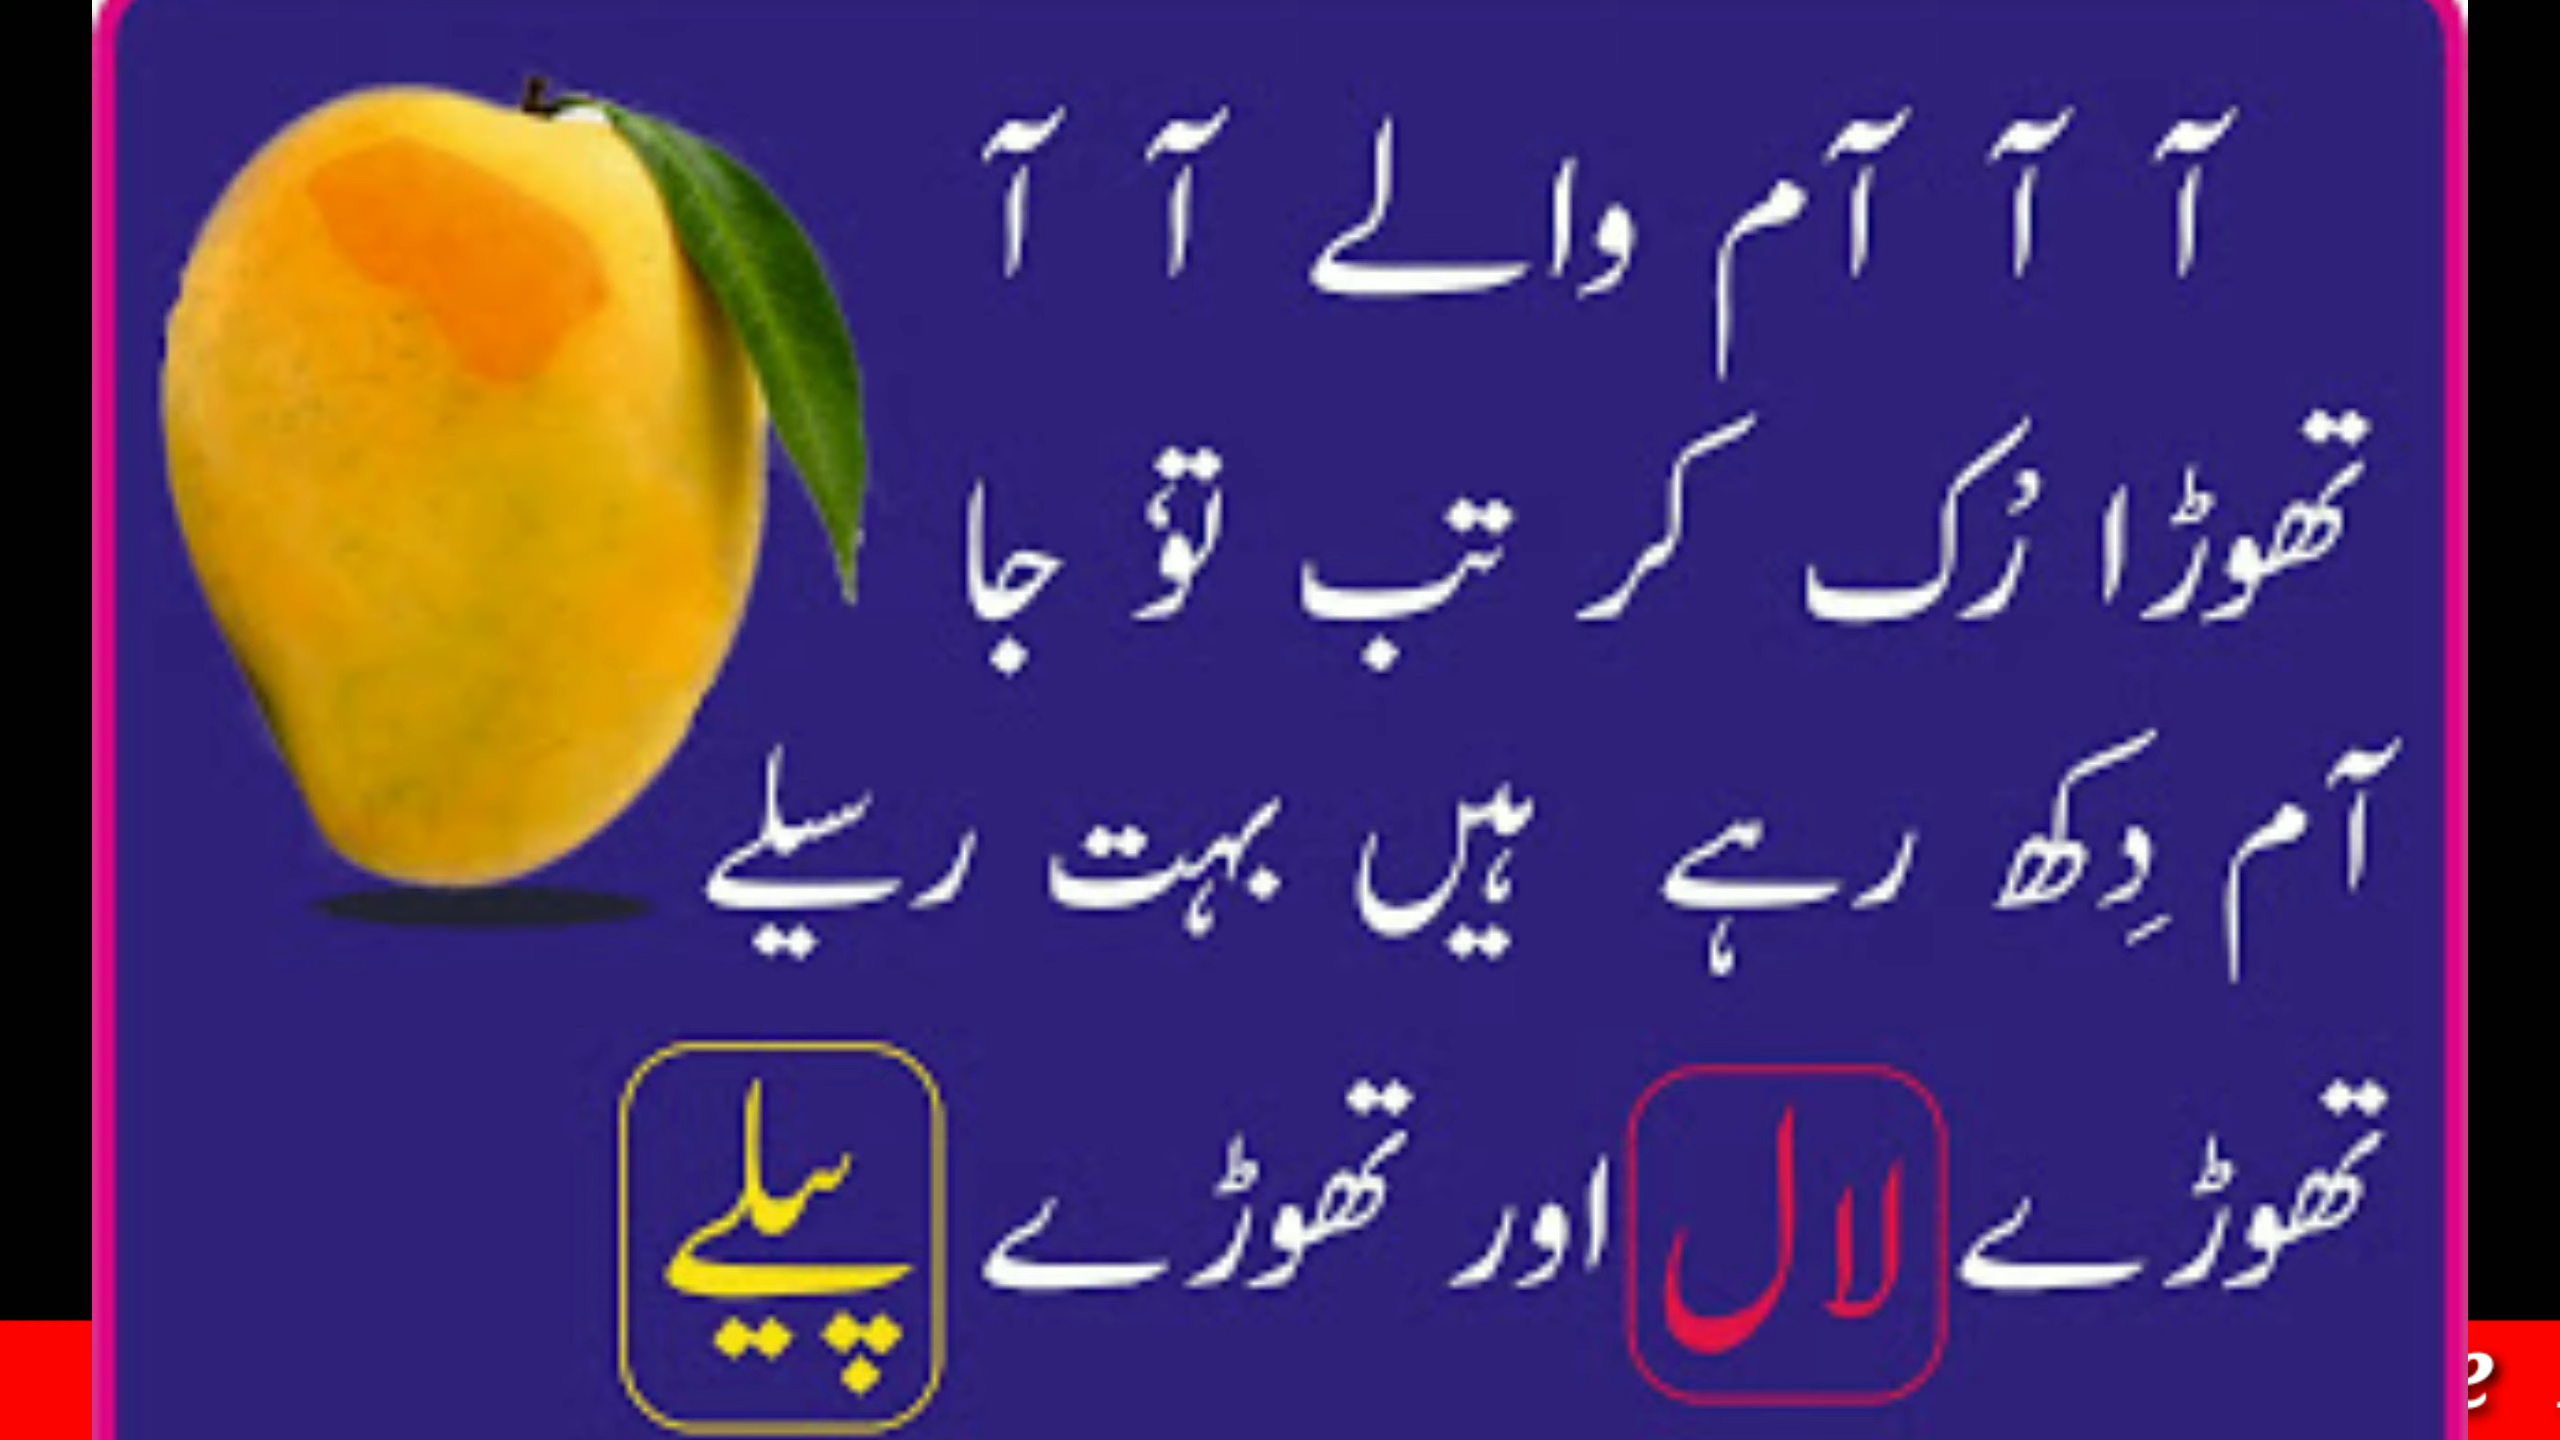 آ آ آم والے آ آ
تھوڑا رُک کر تب توٗ جا
آم دِکھ رہے ہیں بہت رسیلے
تھوڑے لال اور تھوڑے پیلے
e